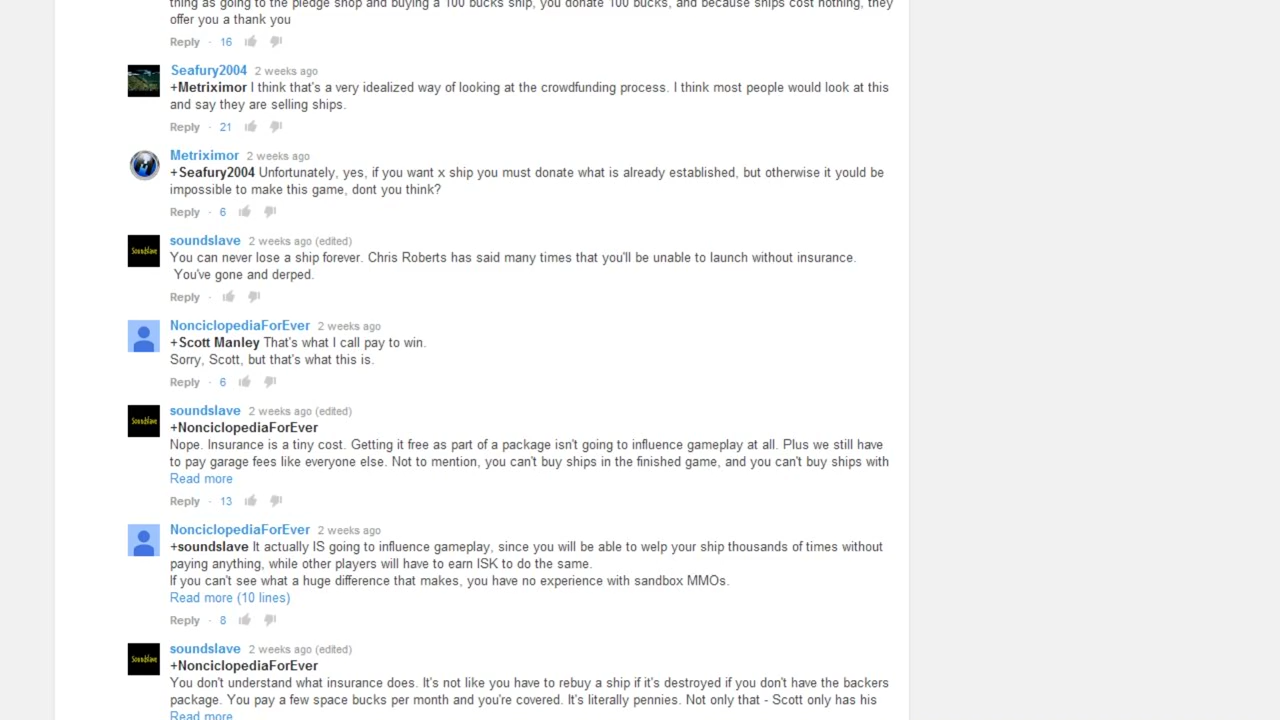 thing as going to the pledge shop and buying a 100 bucks ship, you donate 100 bucks, and because ships cost nothing, they
offer you a thank you
Reply · 16
Seafury2004 2 weeks ago
+Metriximor I think that's a very idealized way of looking at the crowdfunding process. I think most people would look at this
and say they are selling ships.
Reply · 21
Metriximor 2 weeks ago
+Seafury2004 Unfortunately, yes, if you want x ship you must donate what is already established, but otherwise it yould be
impossible to make this game, dont you think?
Reply · 6
Soundslave
soundslave 2 weeks ago (edited)
You can never lose a ship forever. Chris Roberts has said many times that you'll be unable to launch without insurance.
You've gone and derped.
Reply ·
NonciclopediaForEver 2 weeks ago
+Scott Manley That's what I call pay to win.
Sorry, Scott, but that's what this is.
Reply · 6
Soundslave
soundslave 2 weeks ago (edited)
+NonciclopediaForEver
Nope. Insurance is a tiny cost. Getting it free as part of a package isn't going to influence gameplay at all. Plus we still have
to pay garage fees like everyone else. Not to mention, you can't buy ships in the finished game, and you can't buy ships with
Read more
Reply · 13
NonciclopediaForEver 2 weeks ago
+soundslave It actually IS going to influence gameplay, since you will be able to welp your ship thousands of times without
paying anything, while other players will have to earn ISK to do the same.
If you can't see what a huge difference that makes, you have no experience with sandbox MMOs.
Read more (10 lines)
Reply · 8
Soundslave
soundslave 2 weeks ago (edited)
+NonciclopediaForEver
You don't understand what insurance does. It's not like you have to rebuy a ship if it's destroyed if you don't have the backers
package. You pay a few space bucks per month and you're covered. It's literally pennies. Not only that - Scott only has his
Read more